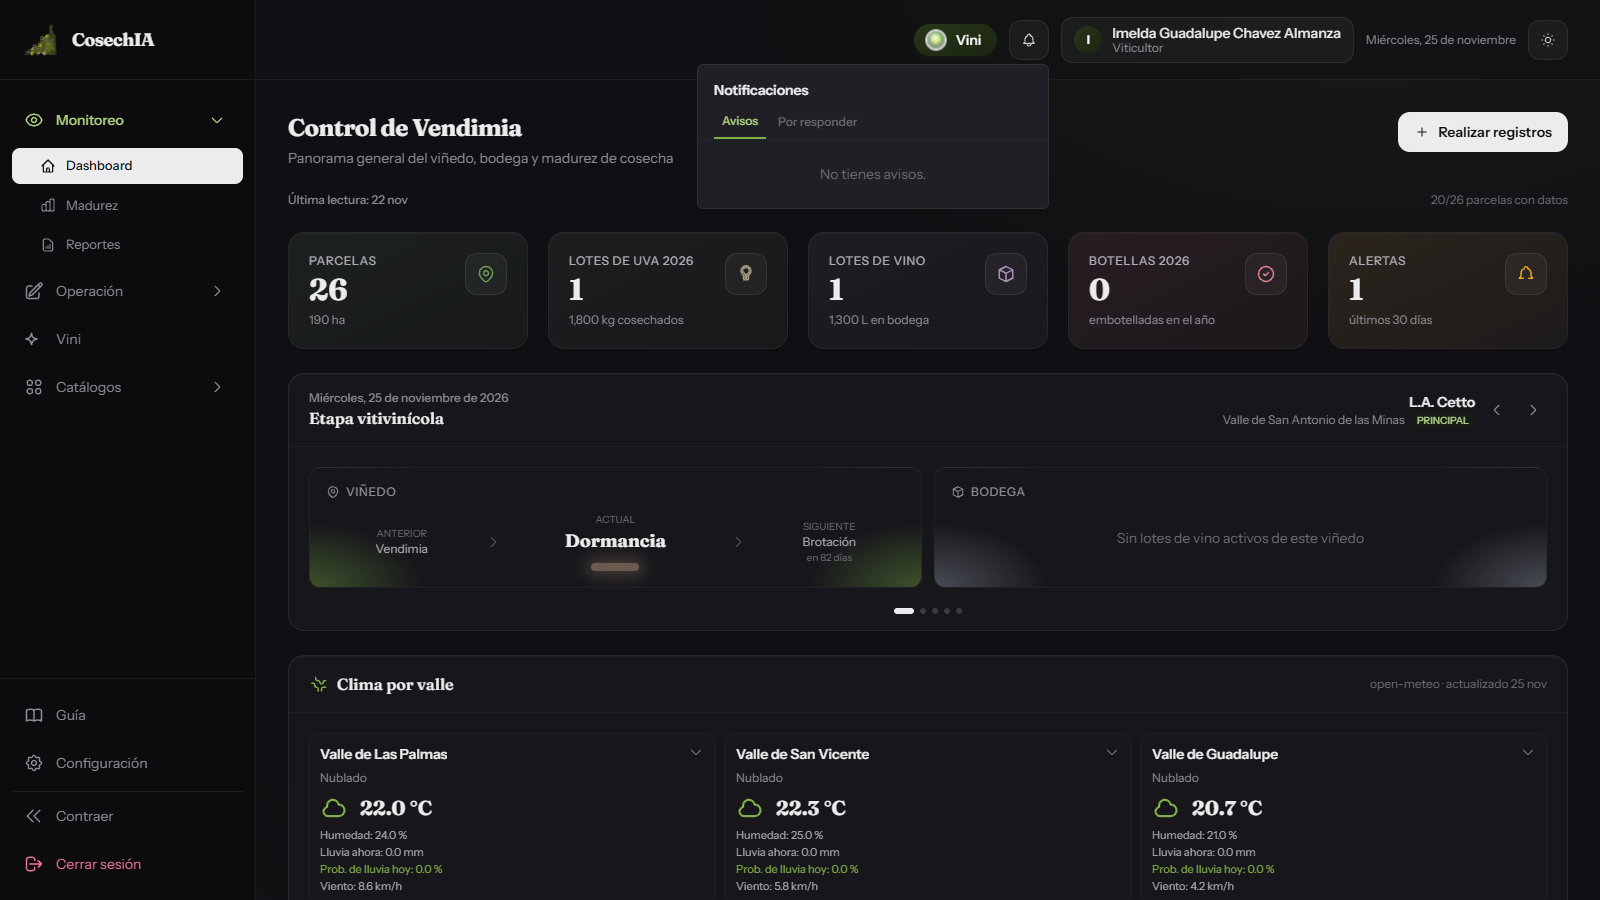 CosechIA
Monitoreo
Dashboard
Madurez
Reportes
Operación
Vini
Catálogos
Guía
Configuración
Contraer
Cerrar sesión
Vini
I
Imelda Guadalupe Chavez Almanza
Viticultor
Miércoles, 25 de noviembre
Notificaciones
Avisos
Por responder
No tienes avisos.
Control de Vendimia
Panorama general del viñedo, bodega y madurez de cosecha
Realizar registros
Última lectura: 22 nov
20/26 parcelas con datos
PARCELAS
26
190 ha
LOTES DE UVA 2026
1
1,800 kg cosechados
LOTES DE VINO
1
1,300 L en bodega
BOTELLAS 2026
0
embotelladas en el año
ALERTAS
1
últimos 30 días
Miércoles, 25 de noviembre de 2026
Etapa vitivinícola
L.A. Cetto
Valle de San Antonio de las Minas
PRINCIPAL
VIÑEDO
ANTERIOR
Vendimia
ACTUAL
Dormancia
SIGUIENTE
Brotación
en 82 días
BODEGA
Sin lotes de vino activos de este viñedo
Clima por valle
open-meteo · actualizado 25 nov
Valle de Las Palmas
Nublado
22.0 °C
Humedad: 24.0 %
Lluvia ahora: 0.0 mm
Prob. de lluvia hoy: 0.0 %
Viento: 8.6 km/h
Valle de San Vicente
Nublado
22.3 °C
Humedad: 25.0 %
Lluvia ahora: 0.0 mm
Prob. de lluvia hoy: 0.0 %
Viento: 5.8 km/h
Valle de Guadalupe
Nublado
20.7 °C
Humedad: 21.0 %
Lluvia ahora: 0.0 mm
Prob. de lluvia hoy: 0.0 %
Viento: 4.2 km/h